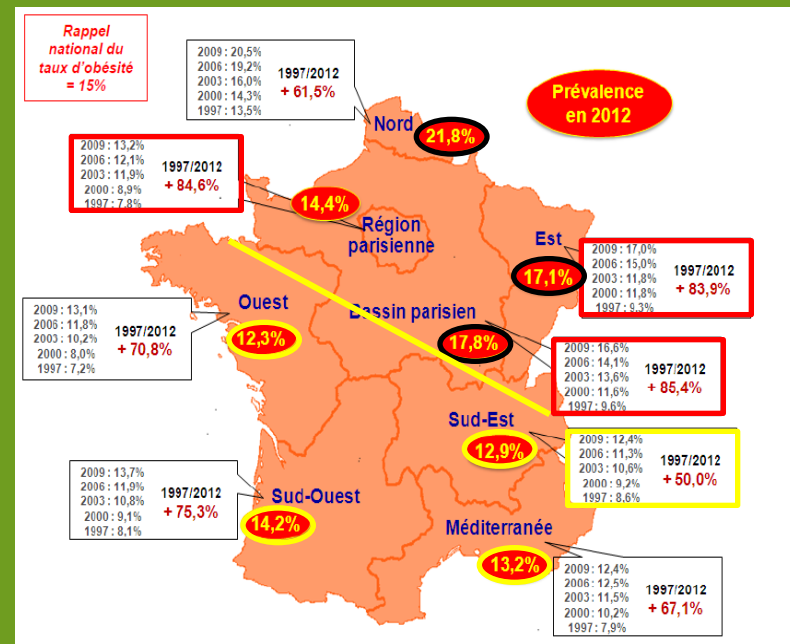 Rappel
national du
taux d'obésité
= 15%
2009 : 20,5%
2006 : 19,2%
2003 : 16,0%
2000 : 14,3%
1997 : 13,5%
1997/2012
+ 61,5%
Prévalence
en 2012
Nord
21,8%
2009 : 13,2%
2006 : 12,1%
2003 : 11,9%
2000 : 8,9%
1997 : 7,8%
1997/2012
+ 84,6%
14,4%
Région
parisienne
Est
17,1%
2009 : 17,0%
2006 : 15,0%
2003 : 11,8%
2000 : 11,8%
1997 : 9,3%
1997/2012
+ 83,9%
Ouest
12,3%
2009 : 13,1%
2006 : 11,8%
2003 : 10,2%
2000 : 8,0%
1997 : 7,2%
1997/2012
+ 70,8%
Bassin parisien
17,8%
2009 : 16,6%
2006 : 14,1%
2003 : 13,6%
2000 : 11,6%
1997 : 9,6%
1997/2012
+ 85,4%
Sud-Est
12,9%
2009 : 12,4%
2006 : 11,3%
2003 : 10,6%
2000 : 9,2%
1997 : 8,6%
1997/2012
+ 50,0%
2009 : 13,7%
2006 : 11,9%
2003 : 10,8%
2000 : 9,1%
1997 : 8,1%
1997/2012
+ 75,3%
Sud-Ouest
14,2%
Méditerranée
13,2%
2009 : 12,4%
2006 : 12,5%
2003 : 11,5%
2000 : 10,2%
1997 : 7,9%
1997/2012
+ 67,1%